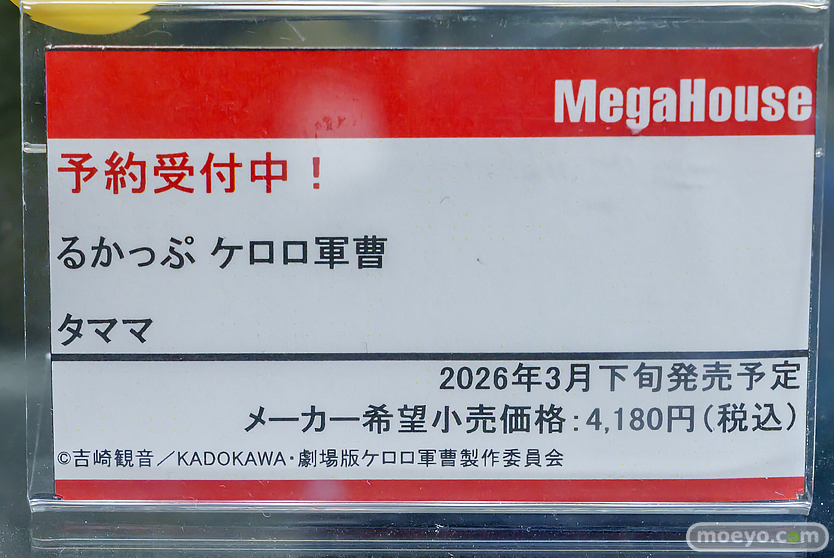 MegaHouse
予約受付中！
るかっぷ ケロロ軍曹
タママ
2026年3月下旬発売予定
メーカー希望小売価格：4,180円（税込）
©吉崎観音／KADOKAWA・劇場版ケロロ軍曹製作委員会
moeyo.com